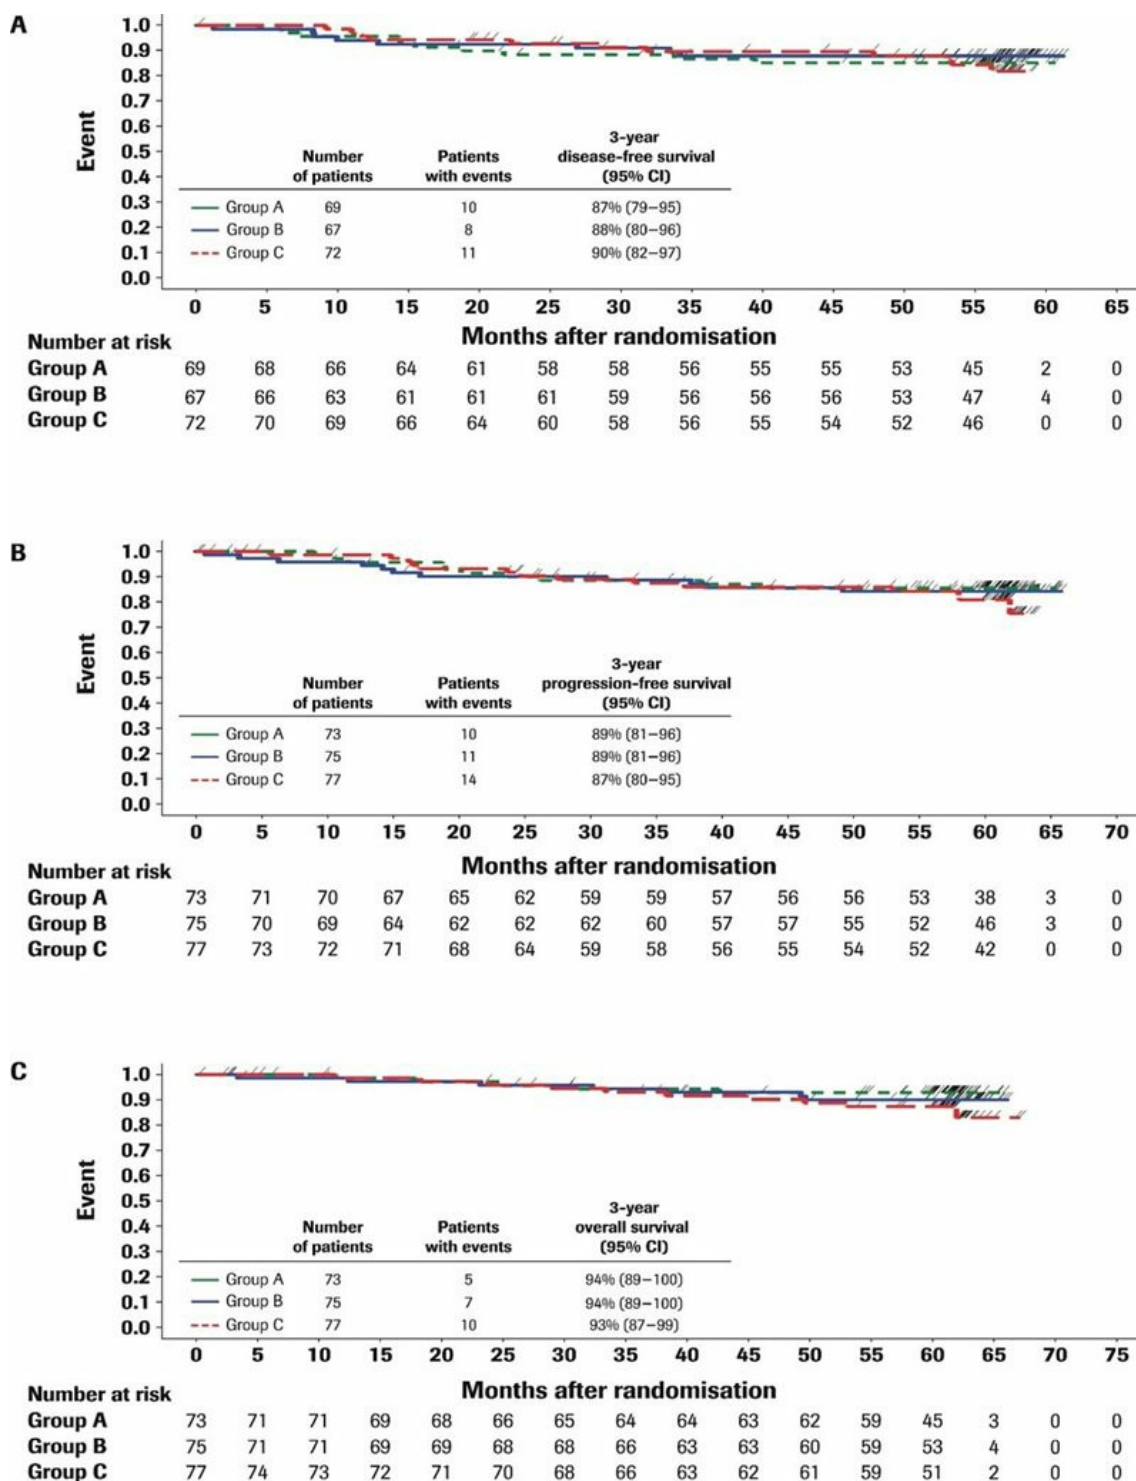 A
1.0
0.9
0.8
0.7
0.6
0.5
0.4
0.3
0.2
0.1
0.0
Event
3-year
Number Patients disease-free survival
of patients with events (95% CI)
Group A 69 10 87% (79–95)
Group B 67 8 88% (80–96)
Group C 72 11 90% (82–97)
0 5 10 15 20 25 30 35 40 45 50 55 60 65
Months after randomisation
Number at risk
Group A 69 68 66 64 61 58 58 56 55 55 53 45 2 0
Group B 67 66 63 61 61 61 59 56 56 56 53 47 4 0
Group C 72 70 69 66 64 60 58 56 55 54 52 46 0 0
B
1.0
0.9
0.8
0.7
0.6
0.5
0.4
0.3
0.2
0.1
0.0
Event
3-year
Number Patients progression-free survival
of patients with events (95% CI)
Group A 73 10 89% (81–96)
Group B 75 11 89% (81–96)
Group C 77 14 87% (80–95)
0 5 10 15 20 25 30 35 40 45 50 55 60 65 70
Months after randomisation
Number at risk
Group A 73 71 70 67 65 62 59 59 57 56 56 53 38 3 0
Group B 75 70 69 64 62 62 62 60 57 57 55 52 46 3 0
Group C 77 73 72 71 68 64 59 58 56 55 54 52 42 0 0
C
1.0
0.9
0.8
0.7
0.6
0.5
0.4
0.3
0.2
0.1
0.0
Event
3-year
Number Patients overall survival
of patients with events (95% CI)
Group A 73 5 94% (89–100)
Group B 75 7 94% (89–100)
Group C 77 10 93% (87–99)
0 5 10 15 20 25 30 35 40 45 50 55 60 65 70 75
Months after randomisation
Number at risk
Group A 73 71 71 69 68 66 65 64 64 63 62 59 45 3 0 0
Group B 75 71 71 69 69 68 68 66 63 63 60 59 53 4 0 0
Group C 77 74 73 72 71 70 68 66 63 62 61 59 51 2 0 0